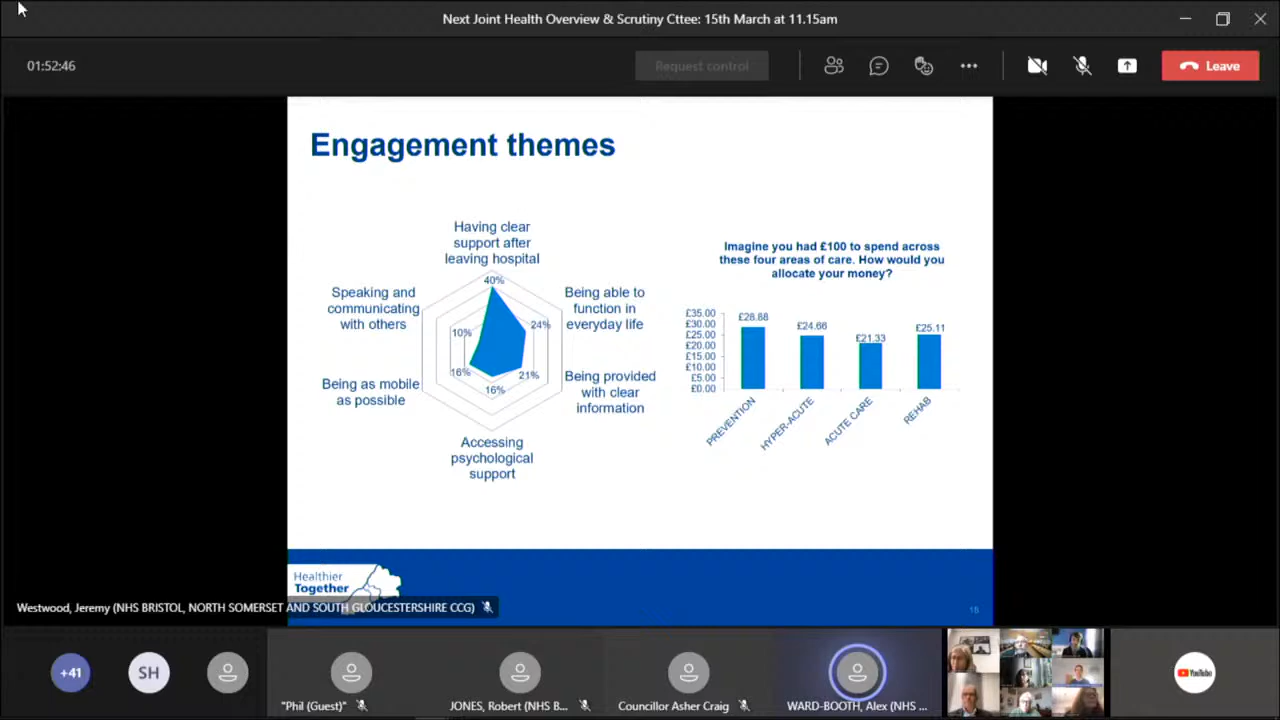 Next Joint Health Overview & Scrutiny Cttee: 15th March at 11.15am
01:52:46
Request control
Leave
Engagement themes
Having clear
support after
leaving hospital
40%
Speaking and
communicating
with others
10%
Being able to
function in
everyday life
24%
Being as mobile
as possible
16%
Being provided
with clear
information
21%
16%
Accessing
psychological
support
Imagine you had £100 to spend across
these four areas of care. How would you
allocate your money?
£35.00
£30.00
£25.00
£20.00
£15.00
£10.00
£5.00
£0.00
£28.88
£24.66
£21.33
£25.11
PREVENTION
HYPER-ACUTE
ACUTE CARE
REHAB
Healthier
Together
15
Westwood, Jeremy (NHS BRISTOL, NORTH SOMERSET AND SOUTH GLOUCESTERSHIRE CCG)
+41
SH
"Phil (Guest)"
JONES, Robert (NHS B...
Councillor Asher Craig
WARD-BOOTH, Alex (NHS ...
YouTube